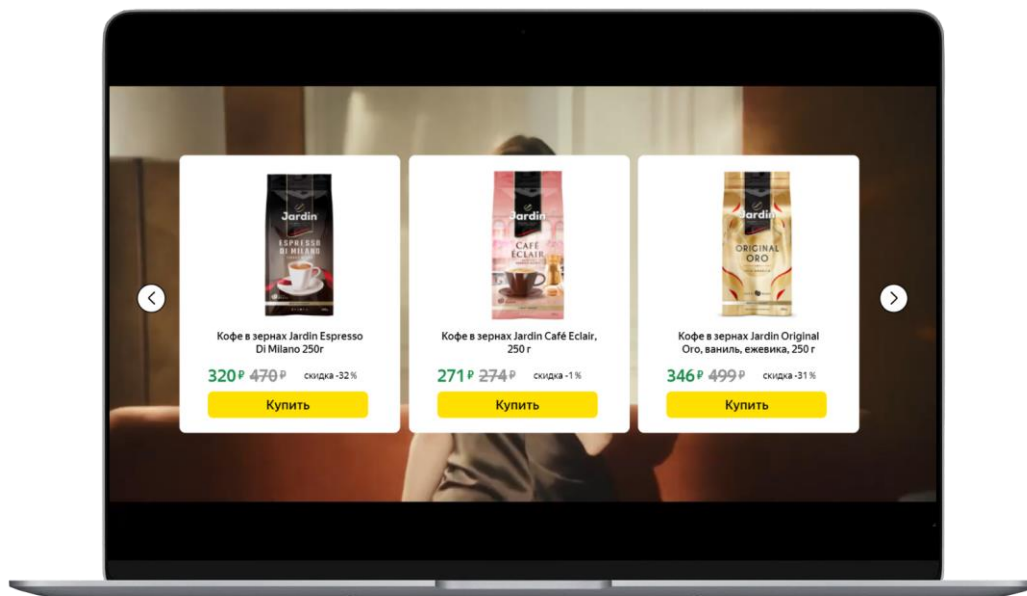 Jardin
ESPRESSO
DI MILANO
Кофе в зернах Jardin Espresso
Di Milano 250г
320 ₽ 470 ₽ скидка -32 %
Купить
Jardin
CAFÉ
ECLAIR
Кофе в зернах Jardin Café Eclair,
250 г
271 ₽ 274 ₽ скидка -1 %
Купить
Jardin
ORIGINAL
ORO
Кофе в зернах Jardin Original
Oro, ваниль, ежевика, 250 г
346 ₽ 499 ₽ скидка -31 %
Купить